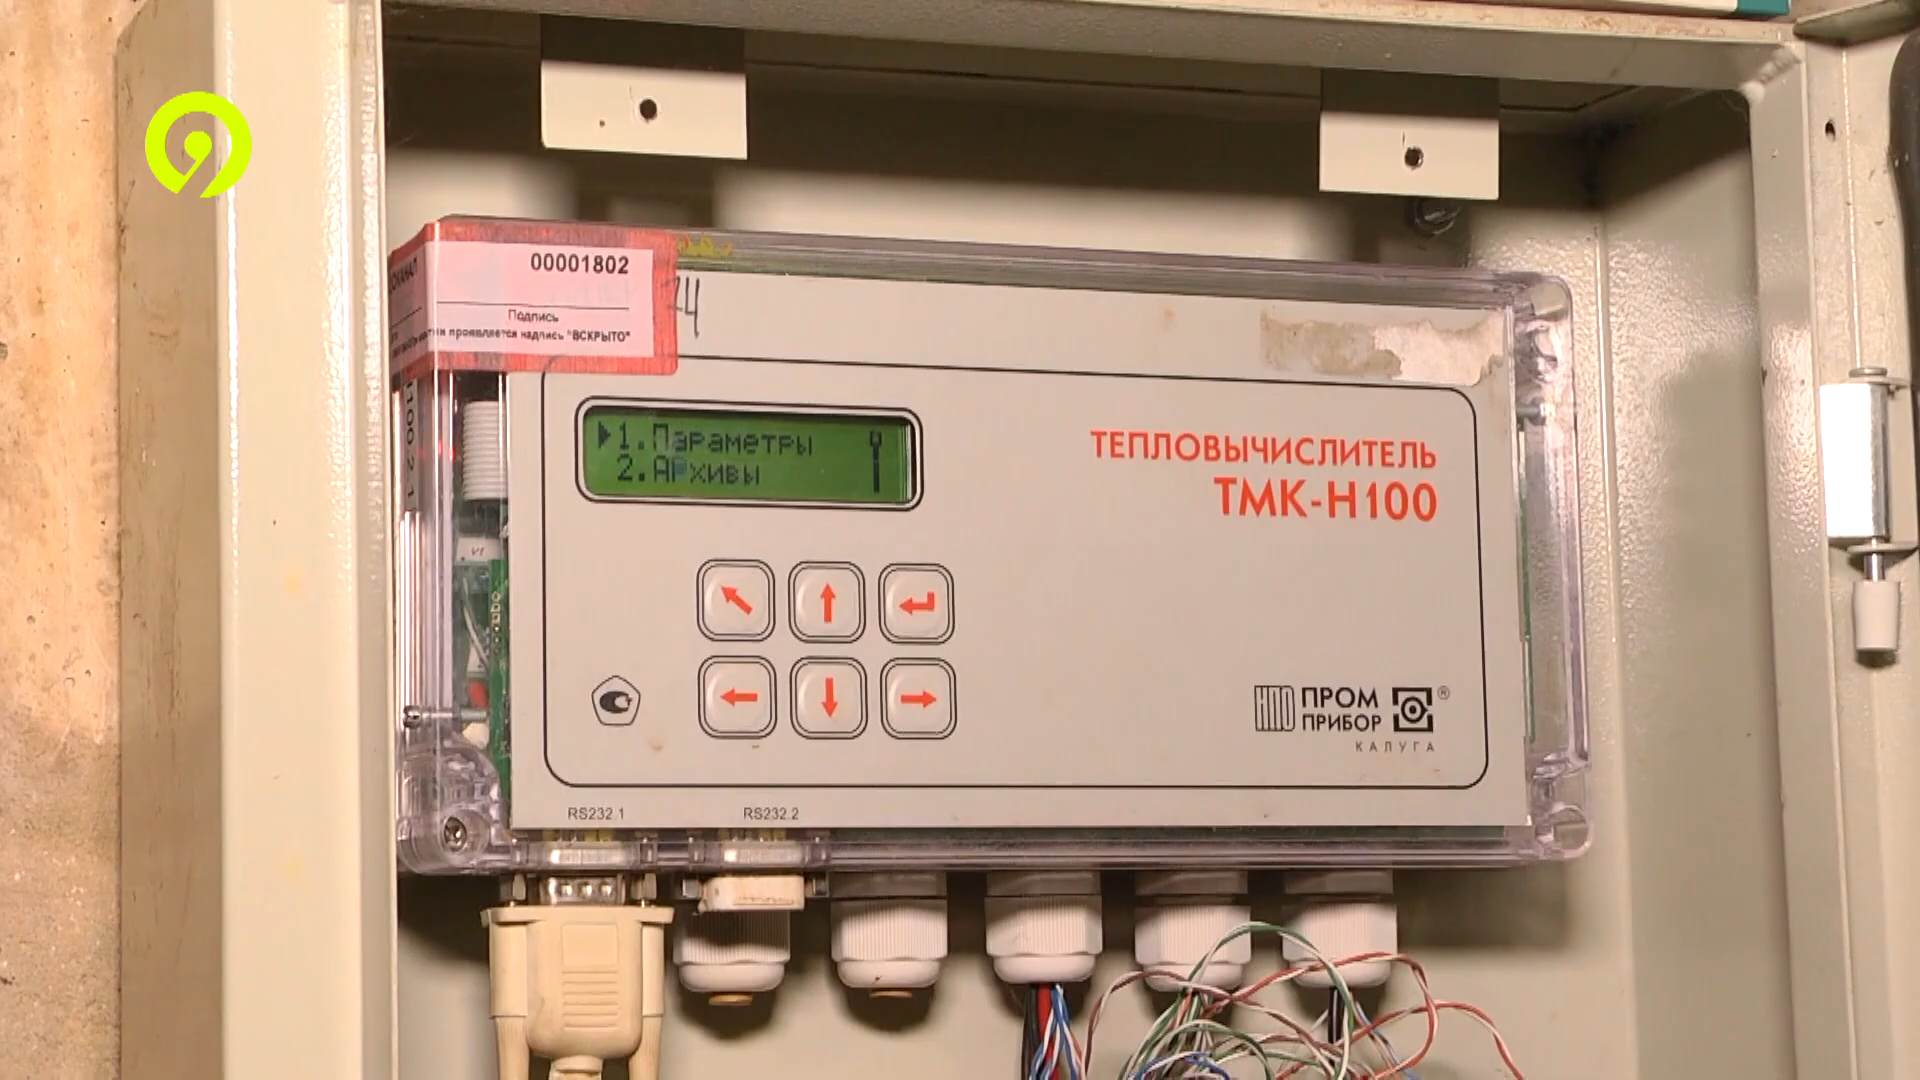 00001802
Подпись
проявляется надпись "ВСКРЫТО"
1.Параметры
2.Архивы
ТЕПЛОВЫЧИСЛИТЕЛЬ
ТМК-Н100
НПО ПРОМ
ПРИБОР ®
КАЛУГА
RS232.1
RS232.2